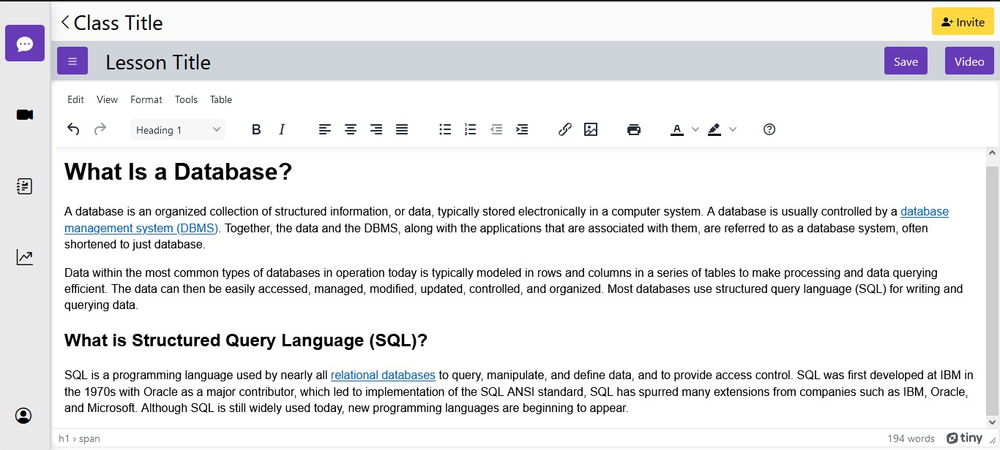 Class Title
Invite
Lesson Title
Save
Video
Edit View Format Tools Table
Heading 1
B I
A
What Is a Database?
A database is an organized collection of structured information, or data, typically stored electronically in a computer system. A database is usually controlled by a database
management system (DBMS). Together, the data and the DBMS, along with the applications that are associated with them, are referred to as a database system, often
shortened to just database.
Data within the most common types of databases in operation today is typically modeled in rows and columns in a series of tables to make processing and data querying
efficient. The data can then be easily accessed, managed, modified, updated, controlled, and organized. Most databases use structured query language (SQL) for writing and
querying data.
What is Structured Query Language (SQL)?
SQL is a programming language used by nearly all relational databases to query, manipulate, and define data, and to provide access control. SQL was first developed at IBM in
the 1970s with Oracle as a major contributor, which led to implementation of the SQL ANSI standard, SQL has spurred many extensions from companies such as IBM, Oracle,
and Microsoft. Although SQL is still widely used today, new programming languages are beginning to appear.
h1 › span
194 words
tiny